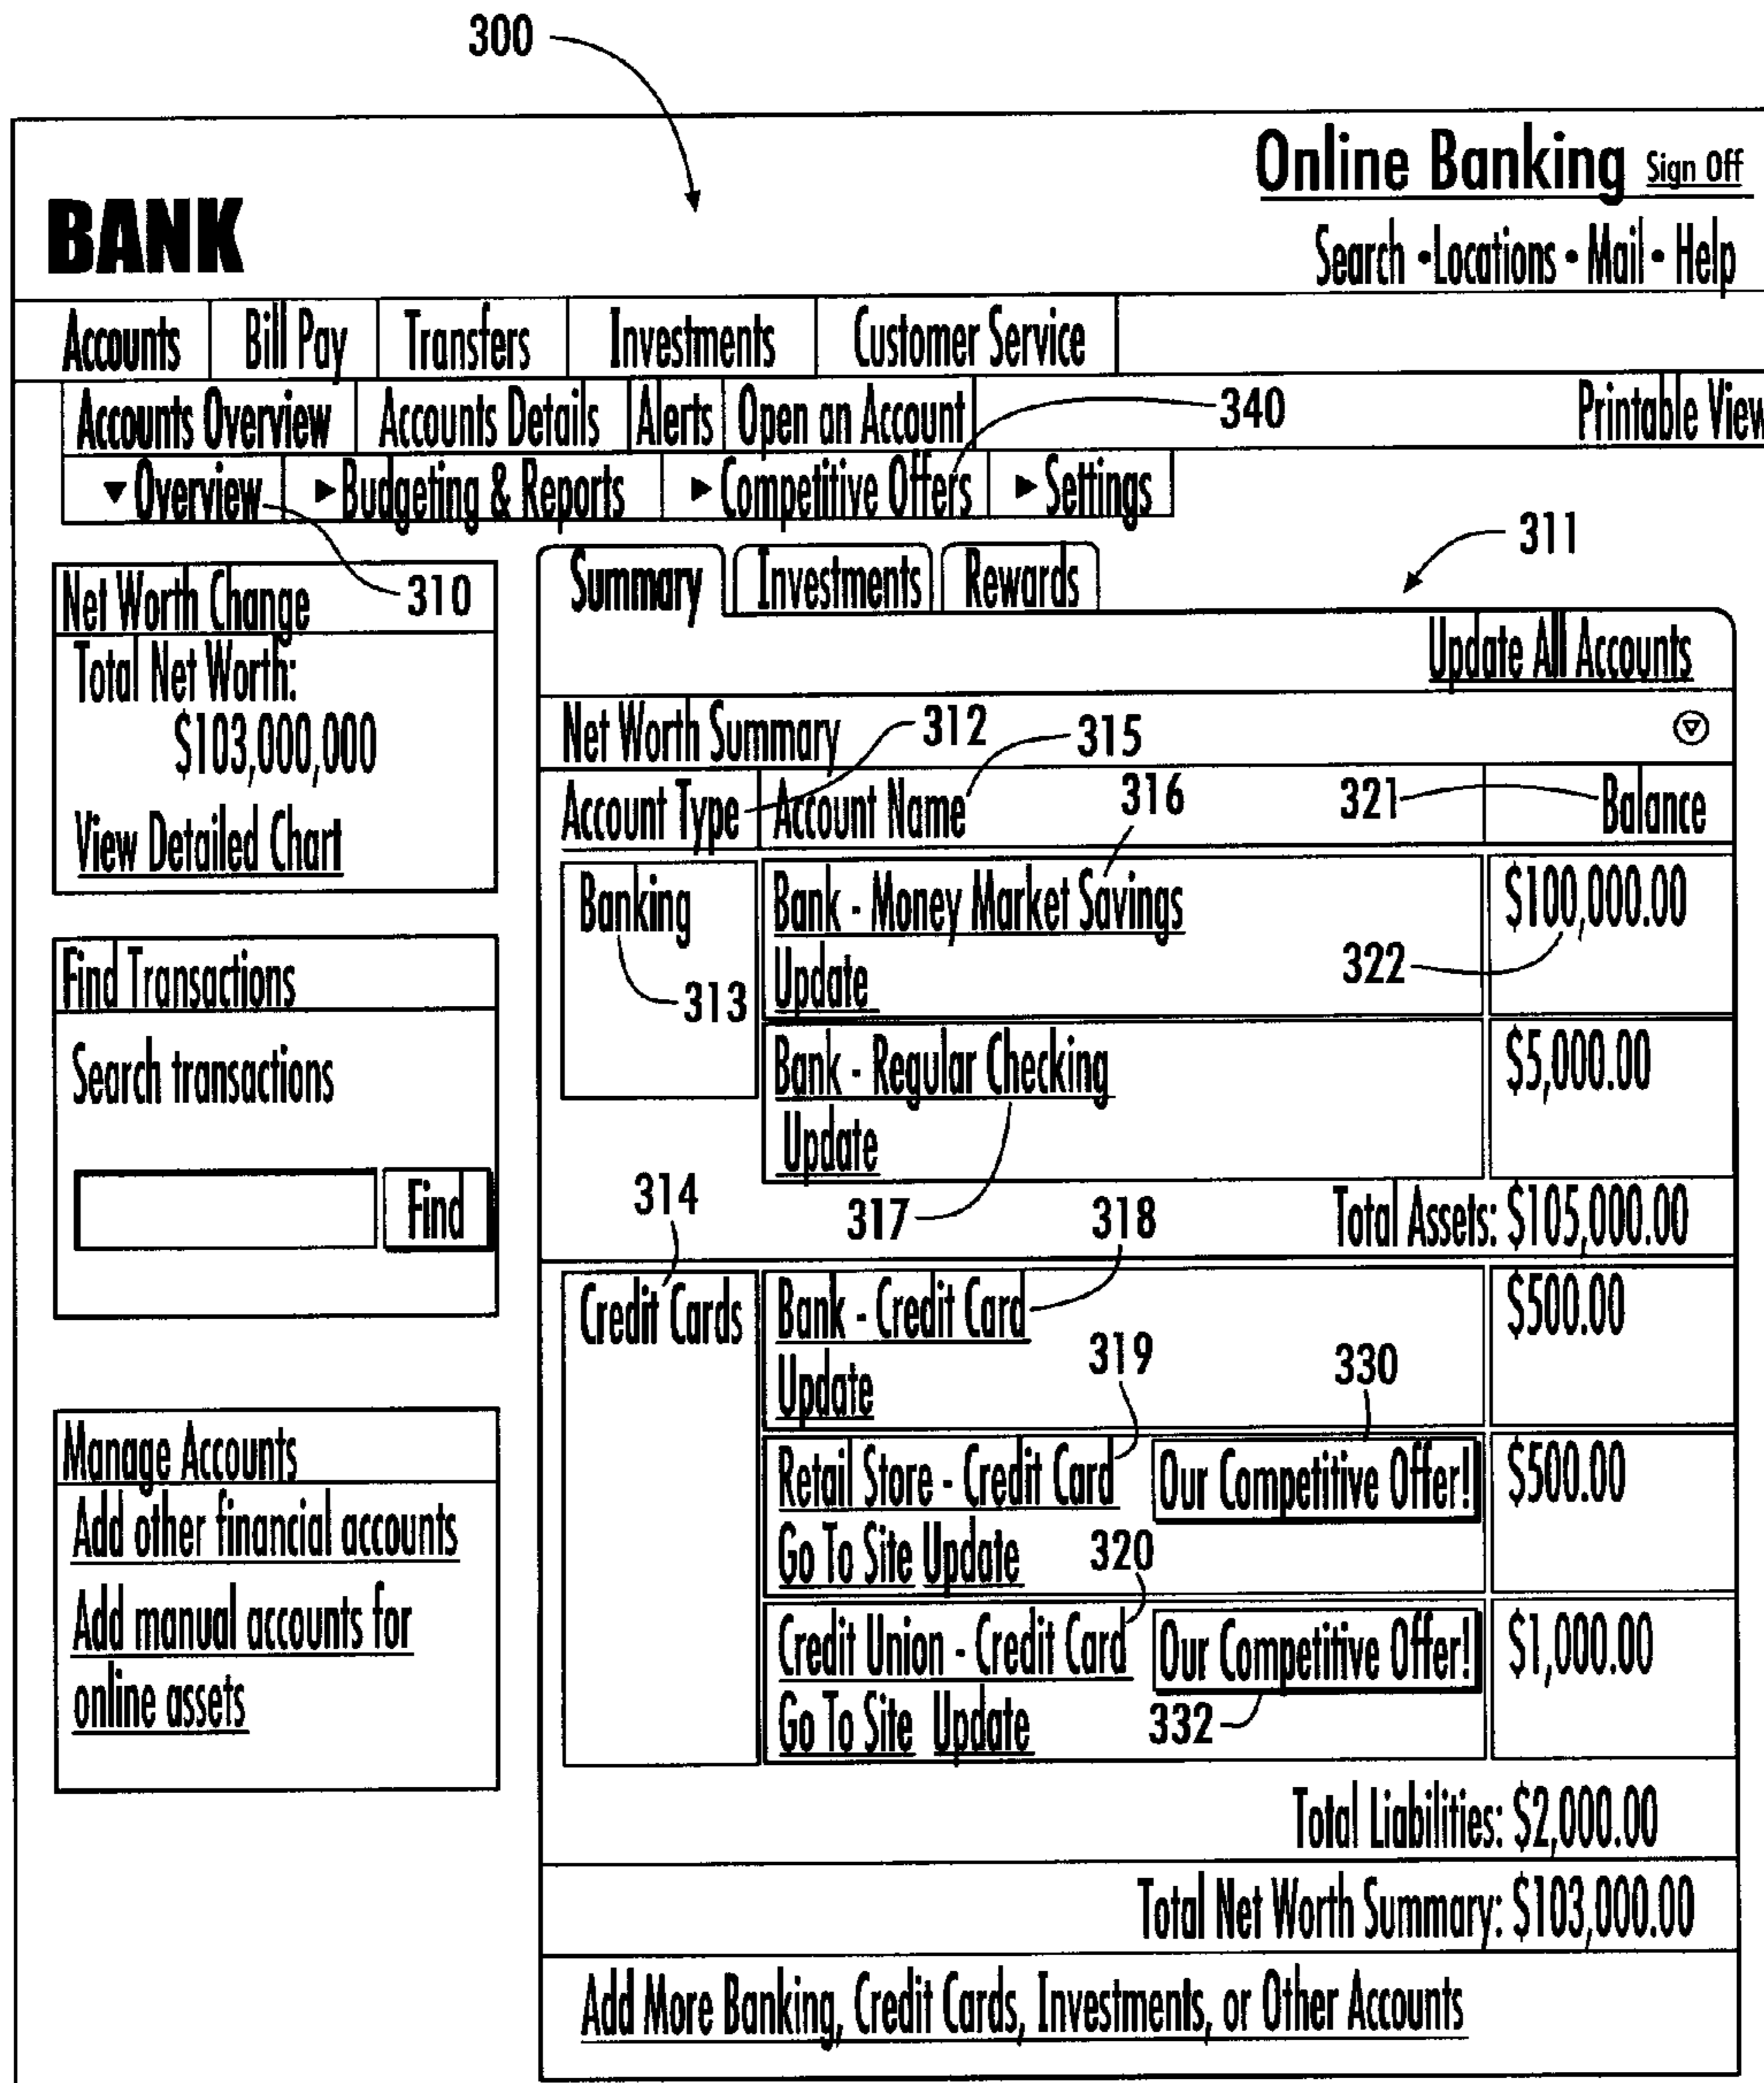 300
Online Banking Sign Off
BANK
Search •Locations • Mail • Help
Accounts Bill Pay Transfers Investments Customer Service
Accounts Overview Accounts Details Alerts Open an Account 340 Printable View
▼Overview ►Budgeting & Reports ►Competitive Offers ►Settings
311
Net Worth Change 310
Total Net Worth:
$103,000,000
View Detailed Chart
Find Transactions
Search transactions
Find
Manage Accounts
Add other financial accounts
Add manual accounts for
online assets
Summary Investments Rewards
Update All Accounts
Net Worth Summary 312 315
Account Type Account Name 316 321 Balance
Banking Bank - Money Market Savings $100,000.00
313 Update 322
Bank - Regular Checking $5,000.00
Update
314 317 318 Total Assets: $105,000.00
Credit Cards Bank - Credit Card $500.00
Update 319 330
Retail Store - Credit Card Our Competitive Offer! $500.00
Go To Site Update 320
Credit Union - Credit Card Our Competitive Offer! $1,000.00
Go To Site Update 332
Total Liabilities: $2,000.00
Total Net Worth Summary: $103,000.00
Add More Banking, Credit Cards, Investments, or Other Accounts